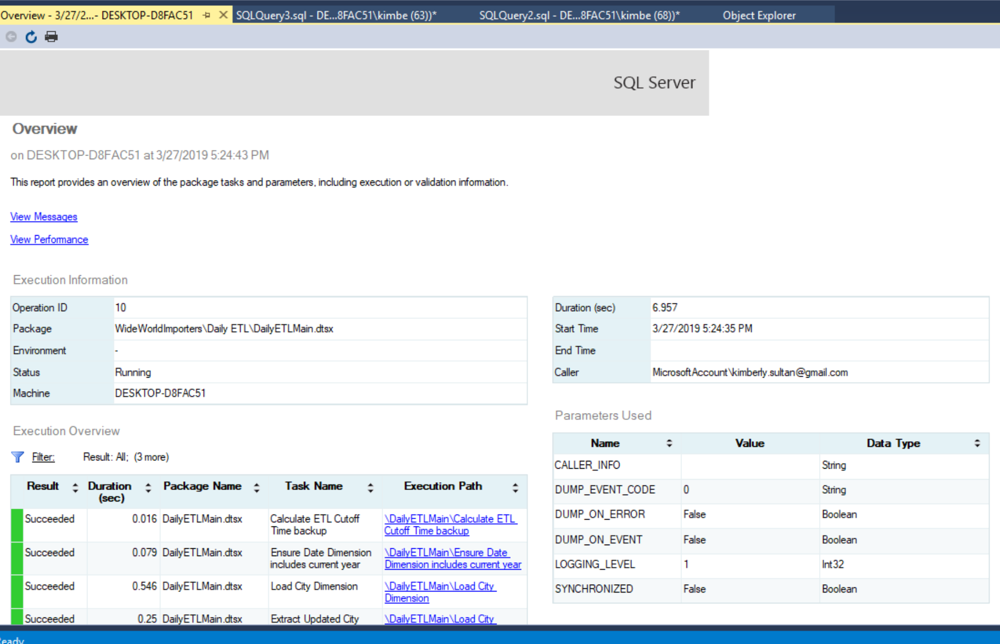 Overview - 3/27/2...- DESKTOP-D8FAC51
SQLQuery3.sql - DE...8FAC51\kimbe (63))*
SQLQuery2.sql - DE...8FAC51\kimbe (68))*
Object Explorer
SQL Server
Overview
on DESKTOP-D8FAC51 at 3/27/2019 5:24:43 PM
This report provides an overview of the package tasks and parameters, including execution or validation information.
View Messages
View Performance
Execution Information
Operation ID 10
Package WideWorldImporters\Daily ETL\DailyETLMain.dtsx
Environment -
Status Running
Machine DESKTOP-D8FAC51
Duration (sec) 6.957
Start Time 3/27/2019 5:24:35 PM
End Time
Caller MicrosoftAccount\kimberly.sultan@gmail.com
Execution Overview
Filter: Result: All; (3 more)
Result Duration (sec) Package Name Task Name Execution Path
Succeeded 0.016 DailyETLMain.dtsx Calculate ETL Cutoff Time backup \DailyETLMain\Calculate ETL Cutoff Time backup
Succeeded 0.079 DailyETLMain.dtsx Ensure Date Dimension includes current year \DailyETLMain\Ensure Date Dimension includes current year
Succeeded 0.546 DailyETLMain.dtsx Load City Dimension \DailyETLMain\Load City Dimension
Succeeded 0.25 DailyETLMain.dtsx Extract Updated City \DailyETLMain\Load City
Parameters Used
Name Value Data Type
CALLER_INFO String
DUMP_EVENT_CODE 0 String
DUMP_ON_ERROR False Boolean
DUMP_ON_EVENT False Boolean
LOGGING_LEVEL 1 Int32
SYNCHRONIZED False Boolean
Ready